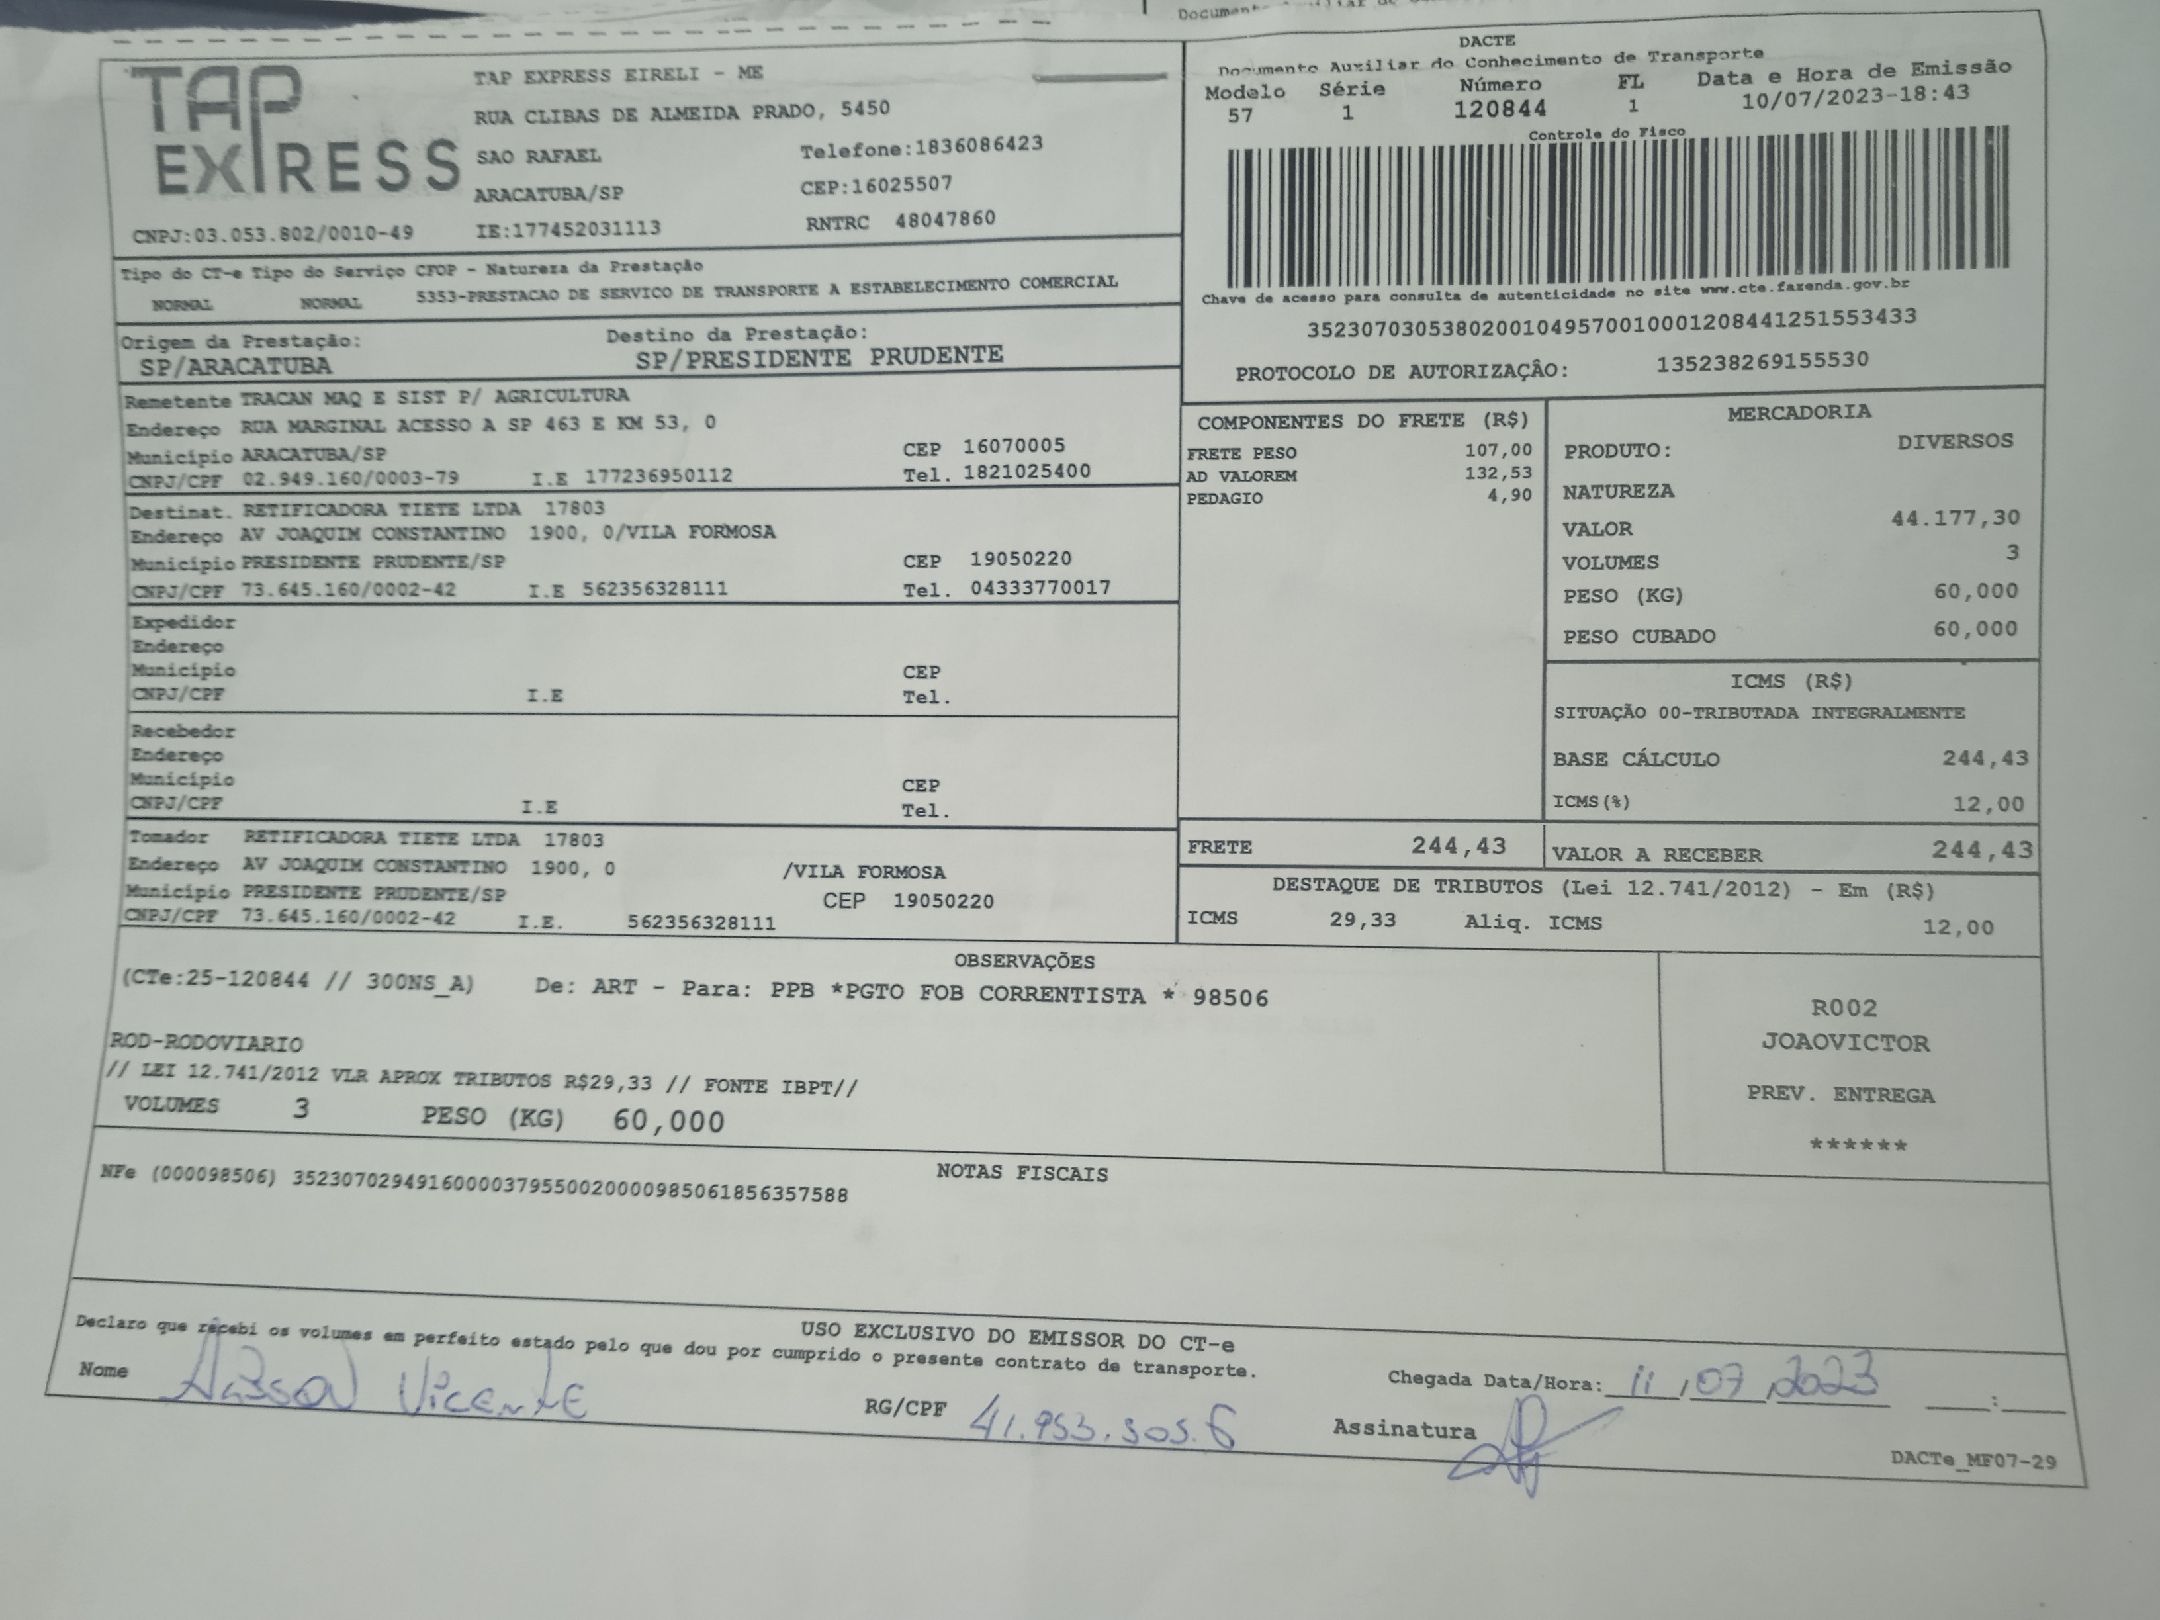 TAP EXPRESS
TAP EXPRESS EIRELI - ME
RUA CLIBAS DE ALMEIDA PRADO, 5450
SAO RAFAEL Telefone:1836086423
ARACATUBA/SP CEP:16025507
CNPJ:03.053.802/0010-49 IE:177452031113 RNTRC 48047860
DACTE
Documento Auxiliar do Conhecimento de Transporte
Modelo Série Número FL Data e Hora de Emissão
57 1 120844 1 10/07/2023-18:43
Controle do Fisco
Chave de acesso para consulta de autenticidade no site www.cte.fazenda.gov.br
35230703053802001049570010001208441251553433
PROTOCOLO DE AUTORIZAÇÂO: 135238269155530
Tipo do CT-e Tipo do Serviço CFOP - Natureza da Prestação
NORMAL NORMAL 5353-PRESTACAO DE SERVICO DE TRANSPORTE A ESTABELECIMENTO COMERCIAL
Origem da Prestação: Destino da Prestação:
SP/ARACATUBA SP/PRESIDENTE PRUDENTE
Remetente TRACAN MAQ E SIST P/ AGRICULTURA
Endereço RUA MARGINAL ACESSO A SP 463 E KM 53, 0
Município ARACATUBA/SP CEP 16070005
CNPJ/CPF 02.949.160/0003-79 I.E 177236950112 Tel. 1821025400
Destinat. RETIFICADORA TIETE LTDA 17803
Endereço AV JOAQUIM CONSTANTINO 1900, 0/VILA FORMOSA
Município PRESIDENTE PRUDENTE/SP CEP 19050220
CNPJ/CPF 73.645.160/0002-42 I.E 562356328111 Tel. 04333770017
Expedidor
Endereço
Município CEP
CNPJ/CPF I.E Tel.
Recebedor
Endereço
Município CEP
CNPJ/CPF I.E Tel.
Tomador RETIFICADORA TIETE LTDA 17803
Endereço AV JOAQUIM CONSTANTINO 1900, 0 /VILA FORMOSA
Município PRESIDENTE PRUDENTE/SP CEP 19050220
CNPJ/CPF 73.645.160/0002-42 I.E. 562356328111
COMPONENTES DO FRETE (R$)
FRETE PESO 107,00
AD VALOREM 132,53
PEDAGIO 4,90
MERCADORIA
PRODUTO: DIVERSOS
NATUREZA
VALOR 44.177,30
VOLUMES 3
PESO (KG) 60,000
PESO CUBADO 60,000
ICMS (R$)
SITUAÇÃO 00-TRIBUTADA INTEGRALMENTE
BASE CÁLCULO 244,43
ICMS(%) 12,00
FRETE 244,43 VALOR A RECEBER 244,43
DESTAQUE DE TRIBUTOS (Lei 12.741/2012) - Em (R$)
ICMS 29,33 Aliq. ICMS 12,00
OBSERVAÇÕES
(CTe:25-120844 // 300NS_A) De: ART - Para: PPB *PGTO FOB CORRENTISTA * 98506
ROD-RODOVIARIO
// LEI 12.741/2012 VLR APROX TRIBUTOS R$29,33 // FONTE IBPT//
VOLUMES 3 PESO (KG) 60,000
R002
JOAOVICTOR
PREV. ENTREGA
******
NOTAS FISCAIS
NFe (000098506) 35230702949160000379550020000985061856357588
USO EXCLUSIVO DO EMISSOR DO CT-e
Declaro que recebi os volumes em perfeito estado pelo que dou por cumprido o presente contrato de transporte.
Nome Vicente RG/CPF 41.953.305.6
Chegada Data/Hora: 11/07/2023 :
Assinatura
DACTe_MF07-29